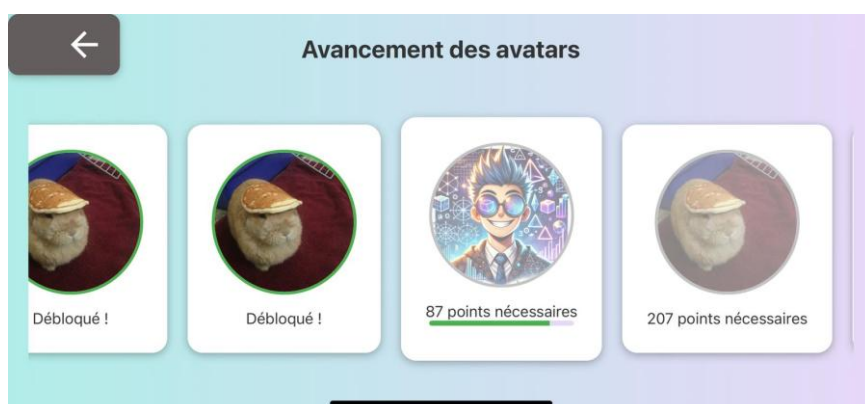 Avancement des avatars
Débloqué !
Débloqué !
87 points nécessaires
207 points nécessaires